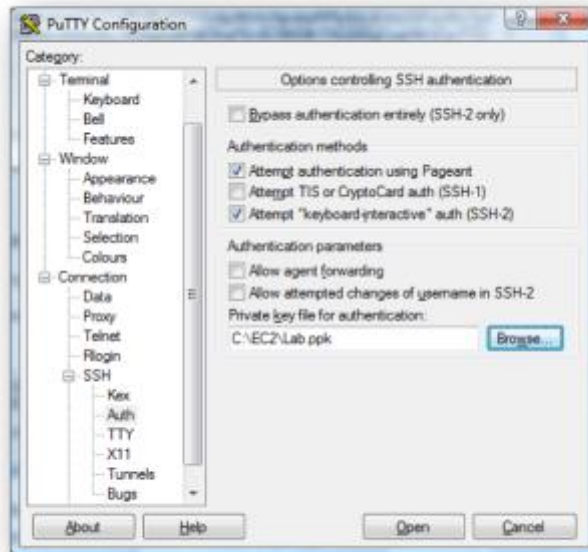 PuTTY Configuration
Category:
Terminal
Keyboard
Bell
Features
Window
Appearance
Behaviour
Translation
Selection
Colours
Connection
Data
Proxy
Telnet
Rlogin
SSH
Kex
Auth
TTY
X11
Tunnels
Bugs
Options controlling SSH authentication
Bypass authentication entirely (SSH-2 only)
Authentication methods
Attempt authentication using Pageant
Attempt TIS or CryptoCard auth (SSH-1)
Attempt "keyboard-interactive" auth (SSH-2)
Authentication parameters
Allow agent forwarding
Allow attempted changes of username in SSH-2
Private key file for authentication:
C:\EC2\Lab.ppk
Browse...
About
Help
Open
Cancel